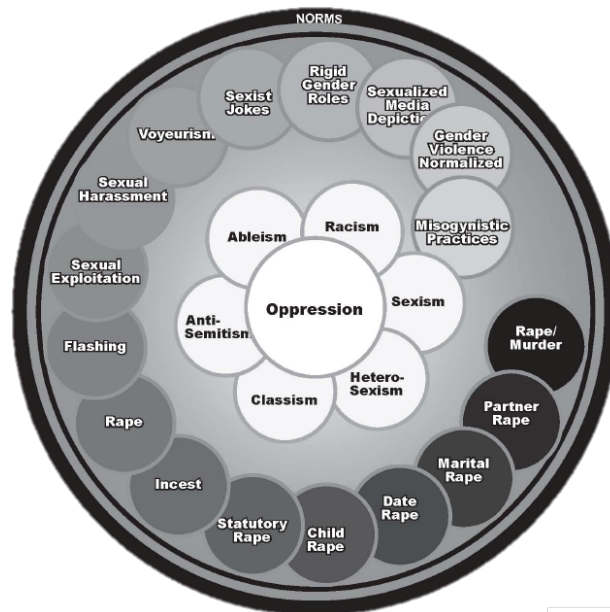 NORMS
Rigid
Gender
Roles
Sexualized
Media
Depictions
Gender
Violence
Normalized
Misogynistic
Practices
Sexist
Jokes
Voyeurism
Sexual
Harassment
Sexual
Exploitation
Flashing
Rape
Incest
Statutory
Rape
Child
Rape
Date
Rape
Marital
Rape
Partner
Rape
Rape/
Murder
Ableism
Racism
Sexism
Hetero-
Sexism
Classism
Anti-
Semitism
Oppression